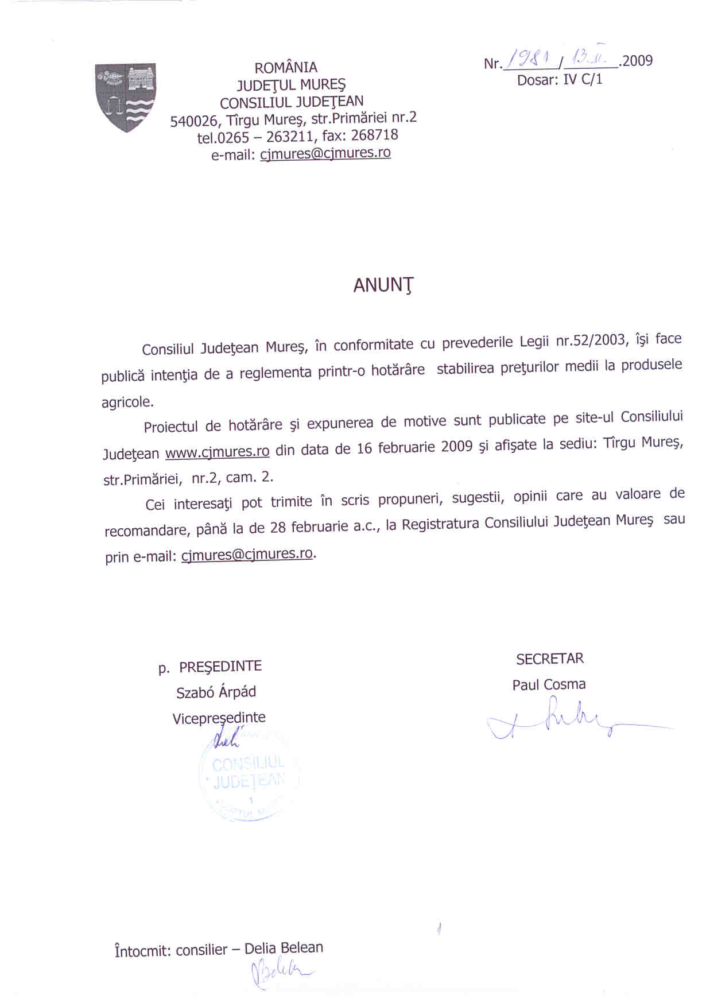 ROMÂNIA
JUDEŢUL MUREŞ
CONSILIUL JUDEŢEAN
540026, Tîrgu Mureş, str.Primăriei nr.2
tel.0265 – 263211, fax: 268718
e-mail: cjmures@cjmures.ro
Nr. 1981 / 13.II. .2009
Dosar: IV C/1
ANUNŢ
Consiliul Judeţean Mureş, în conformitate cu prevederile Legii nr.52/2003, îşi face
publică intenţia de a reglementa printr-o hotărâre stabilirea preţurilor medii la produsele
agricole.
Proiectul de hotărâre şi expunerea de motive sunt publicate pe site-ul Consiliului
Judeţean www.cjmures.ro din data de 16 februarie 2009 şi afişate la sediu: Tîrgu Mureş,
str.Primăriei, nr.2, cam. 2.
Cei interesaţi pot trimite în scris propuneri, sugestii, opinii care au valoare de
recomandare, până la de 28 februarie a.c., la Registratura Consiliului Judeţean Mureş sau
prin e-mail: cjmures@cjmures.ro.
p. PREŞEDINTE
Szabó Árpád
Vicepreşedinte
SECRETAR
Paul Cosma
CONSILIUL
JUDEŢEAN
1
Întocmit: consilier – Delia Belean